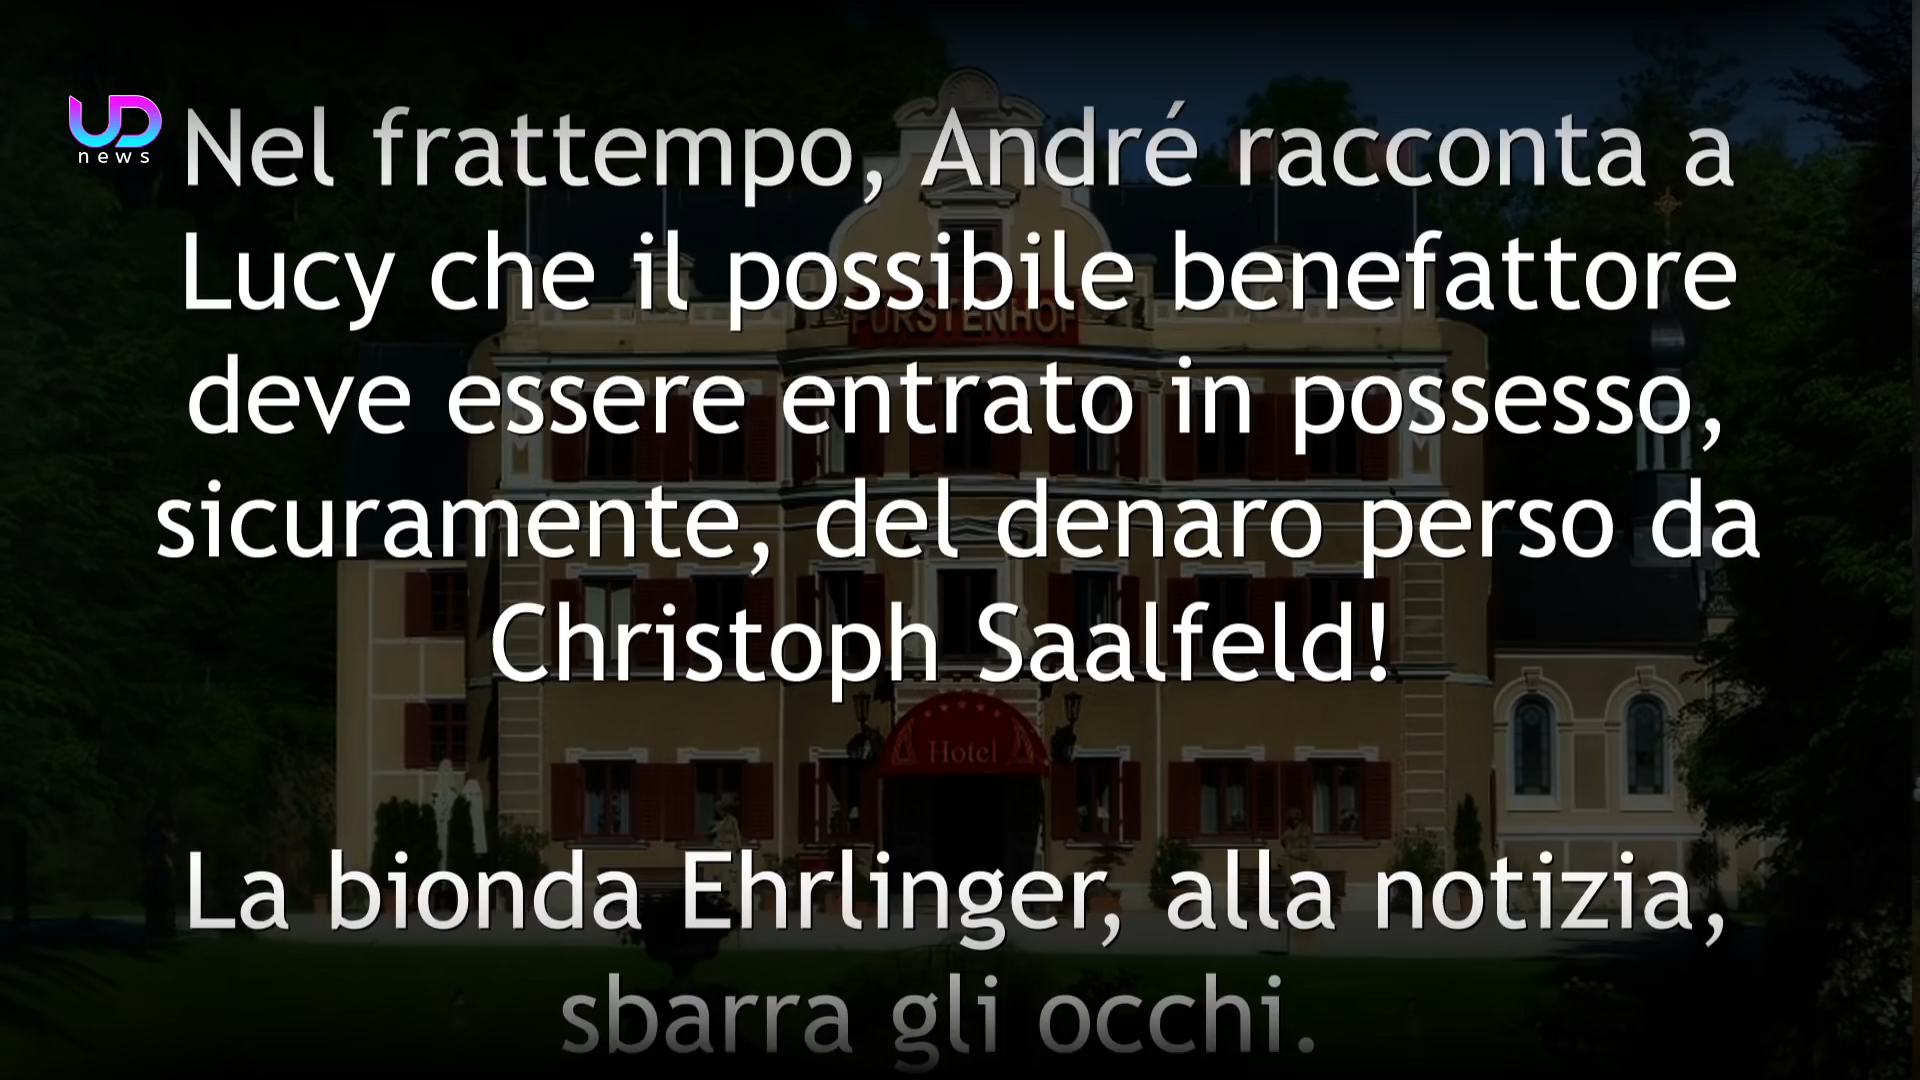 UD
news
Nel frattempo, André racconta a
Lucy che il possibile benefattore
FÜRSTENHOF
deve essere entrato in possesso,
sicuramente, del denaro perso da
Christoph Saalfeld!
Hotel
La bionda Ehrlinger, alla notizia,
sbarra gli occhi.